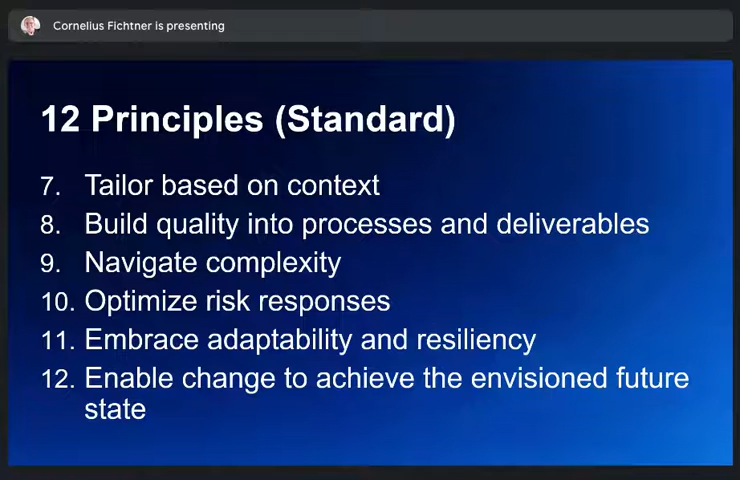 Cornelius Fichtner is presenting
12 Principles (Standard)
7. Tailor based on context
8. Build quality into processes and deliverables
9. Navigate complexity
10. Optimize risk responses
11. Embrace adaptability and resiliency
12. Enable change to achieve the envisioned future
state